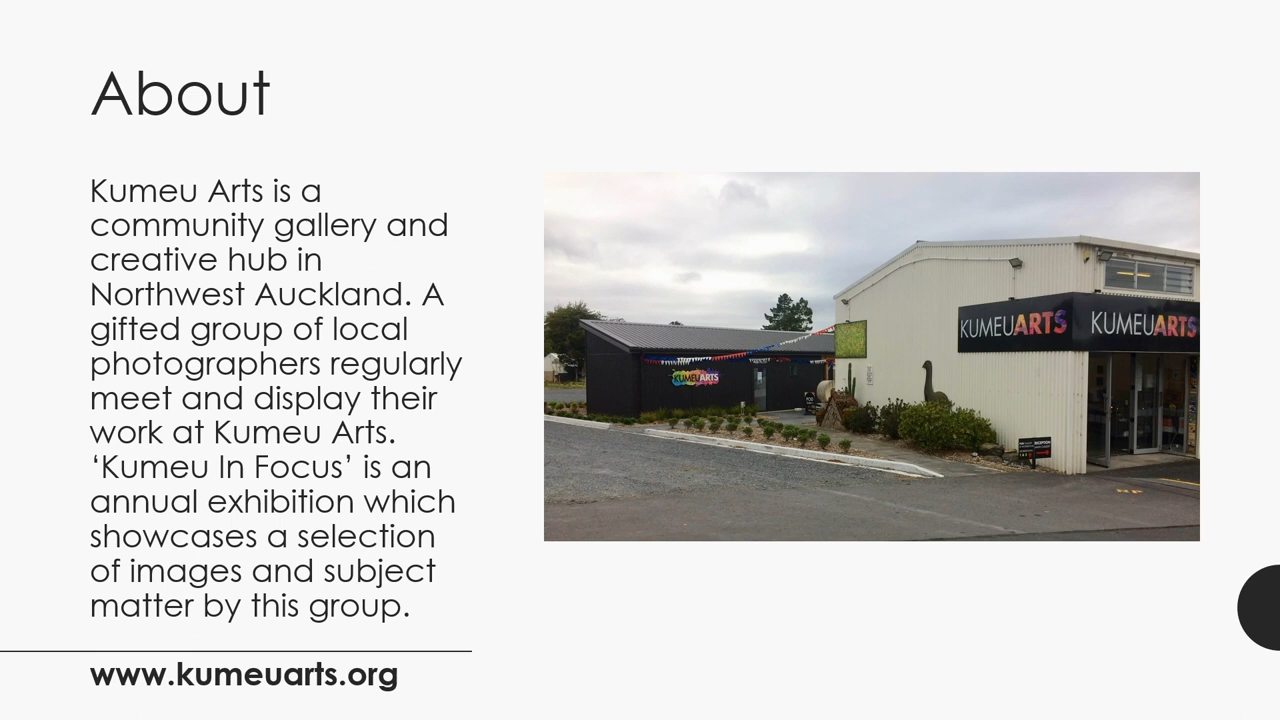 About
Kumeu Arts is a
community gallery and
creative hub in
Northwest Auckland. A
gifted group of local
photographers regularly
meet and display their
work at Kumeu Arts.
‘Kumeu In Focus’ is an
annual exhibition which
showcases a selection
of images and subject
matter by this group.
www.kumeuarts.org
KUMEUARTS
KUMEUARTS
KUMEUARTS
RECEPTION